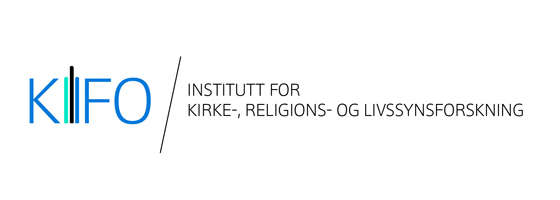 KIFO
INSTITUTT FOR
KIRKE-, RELIGIONS- OG LIVSSYNSFORSKNING